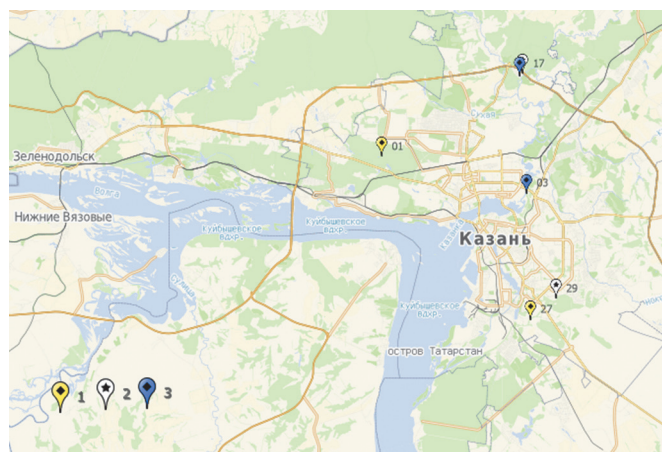 17
Сухая
01
Зеленодольск
Волга
03
Нижние Вязовые
Куйбышевское
вдхр.
Куйбышевское
вдхр.
Казань
Сулица
29
Куйбышевское
вдхр.
27
остров Татарстан
1
2
3